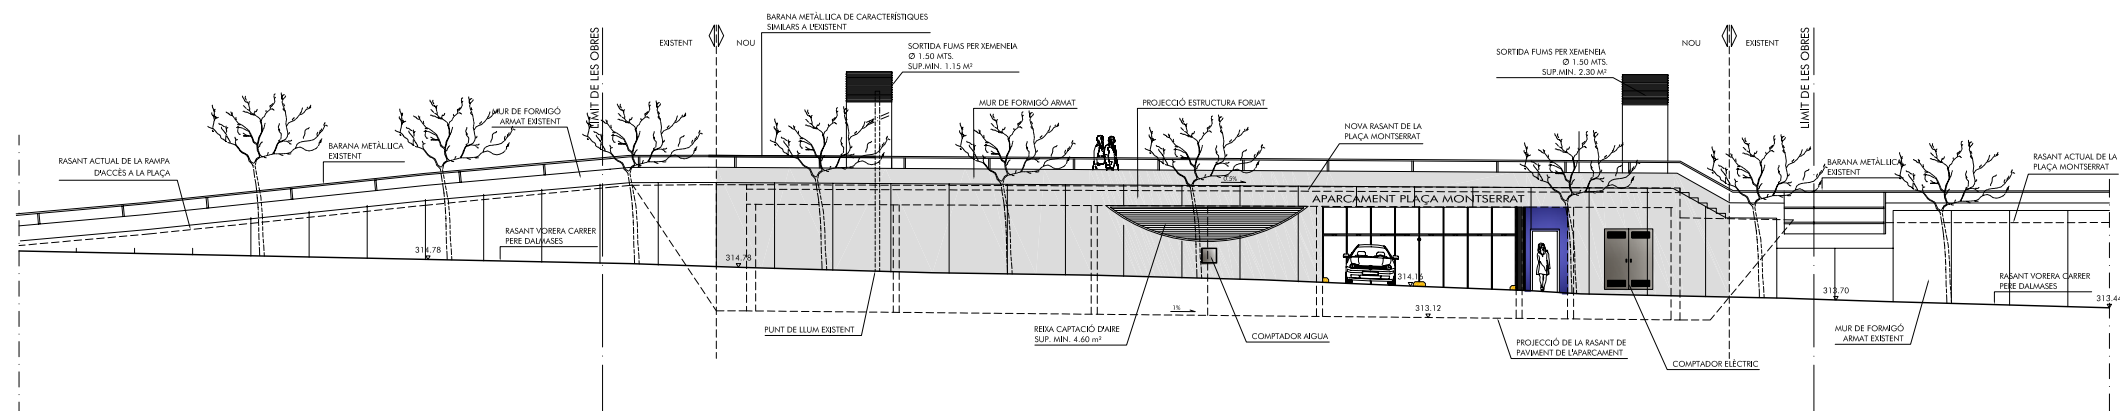 BARANA METÀL.LICA DE CARACTERÍSTIQUES
SIMILARS A L'EXISTENT
EXISTENT
NOU
LIMIT DE LES OBRES
SORTIDA FUMS PER XEMENEIA
Ø 1.50 MTS.
SUP.MIN. 1.15 M²
SORTIDA FUMS PER XEMENEIA
Ø 1.50 MTS.
SUP.MIN. 2.30 M²
NOU
EXISTENT
LIMIT DE LES OBRES
MUR DE FORMIGÓ
ARMAT EXISTENT
MUR DE FORMIGÓ ARMAT
PROJECCIÓ ESTRUCTURA FORJAT
NOVA RASANT DE LA
PLAÇA MONTSERRAT
BARANA METÀL.LICA
EXISTENT
RASANT ACTUAL DE LA RAMPA
D'ACCÈS A LA PLAÇA
BARANA METÀL.LICA
EXISTENT
RASANT ACTUAL DE LA
PLAÇA MONTSERRAT
0.5%
APARCAMENT PLAÇA MONTSERRAT
RASANT VORERA CARRER
PERE DALMASES
314.78
314.78
314.16
313.70
RASANT VORERA CARRER
PERE DALMASES
313.44
1%
313.12
PUNT DE LLUM EXISTENT
REIXA CAPTACIÓ D'AIRE
SUP. MIN. 4.60 m²
COMPTADOR AIGUA
PROJECCIÓ DE LA RASANT DE
PAVIMENT DE L'APARCAMENT
COMPTADOR ELÈCTRIC
MUR DE FORMIGÓ
ARMAT EXISTENT